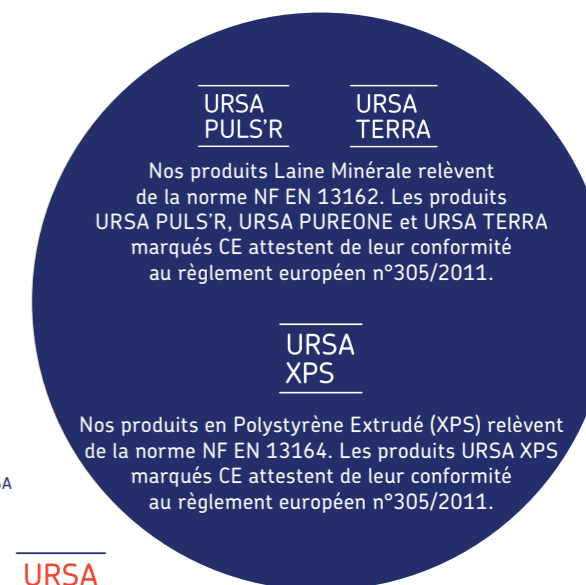 URSA
PULS'R
URSA
TERRA
Nos produits Laine Minérale relèvent
de la norme NF EN 13162. Les produits
URSA PULS'R, URSA PUREONE et URSA TERRA
marqués CE attestent de leur conformité
au règlement européen n°305/2011.
URSA
XPS
Nos produits en Polystyrène Extrudé (XPS) relèvent
de la norme NF EN 13164. Les produits URSA XPS
marqués CE attestent de leur conformité
au règlement européen n°305/2011.
URSA